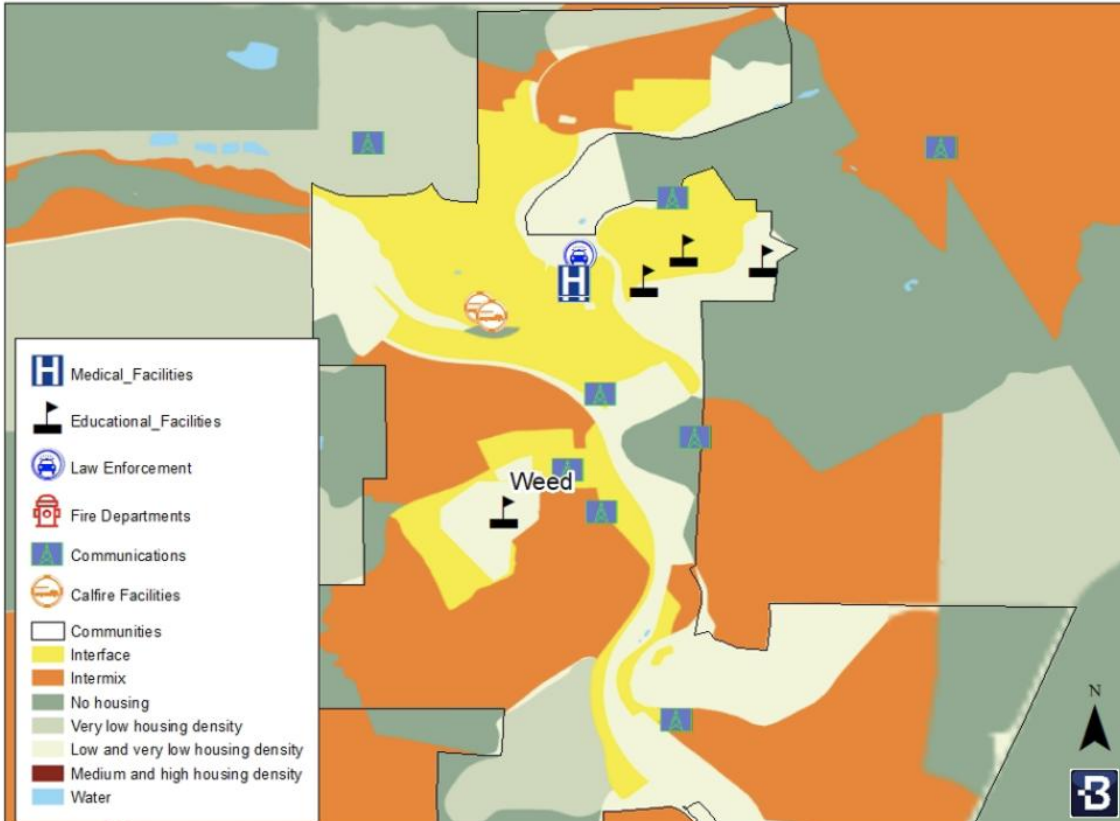 Weed
Medical_Facilities
Educational_Facilities
Law Enforcement
Fire Departments
Communications
Calfire Facilities
Communities
Interface
Intermix
No housing
Very low housing density
Low and very low housing density
Medium and high housing density
Water
H
H
N
B